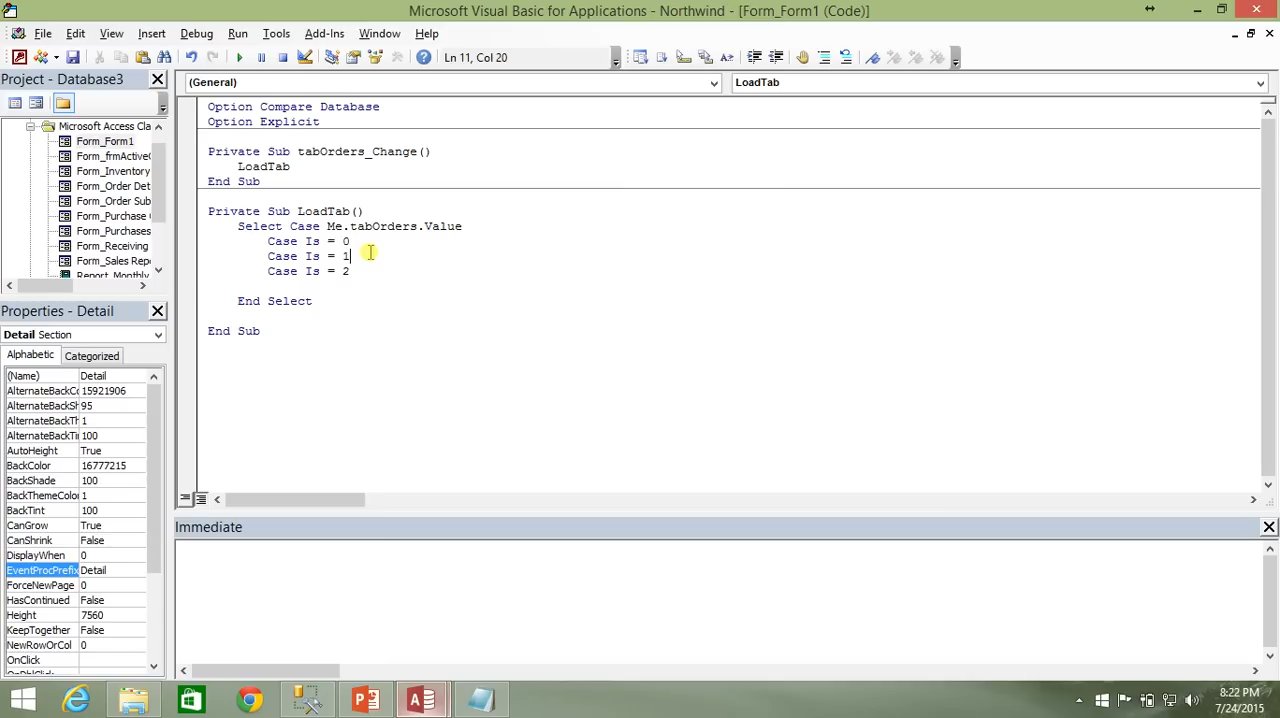 Microsoft Visual Basic for Applications - Northwind - [Form_Form1 (Code)]
File Edit View Insert Debug Run Tools Add-Ins Window Help
Ln 11, Col 20
Project - Database3
(General)
LoadTab
Microsoft Access Cla
Form_Form1
Form_frmActive
Form_Inventory
Form_Order Det
Form_Order Sub
Form_Purchase
Form_Purchase
Form_Receiving
Form_Sales Rep
Report_Monthly
Option Compare Database
Option Explicit
Private Sub tabOrders_Change()
LoadTab
End Sub
Private Sub LoadTab()
Select Case Me.tabOrders.Value
Case Is = 0
Case Is = 1
Case Is = 2
End Select
End Sub
Properties - Detail
Detail Section
Alphabetic Categorized
(Name) Detail
AlternateBackCo 15921906
AlternateBackSh 95
AlternateBackTh 1
AlternateBackTin 100
AutoHeight True
BackColor 16777215
BackShade 100
BackThemeColor 1
BackTint 100
CanGrow True
CanShrink False
DisplayWhen 0
EventProcPrefix Detail
ForceNewPage 0
HasContinued False
Height 7560
KeepTogether False
NewRowOrCol 0
OnClick
Immediate
8:22 PM
7/24/2015